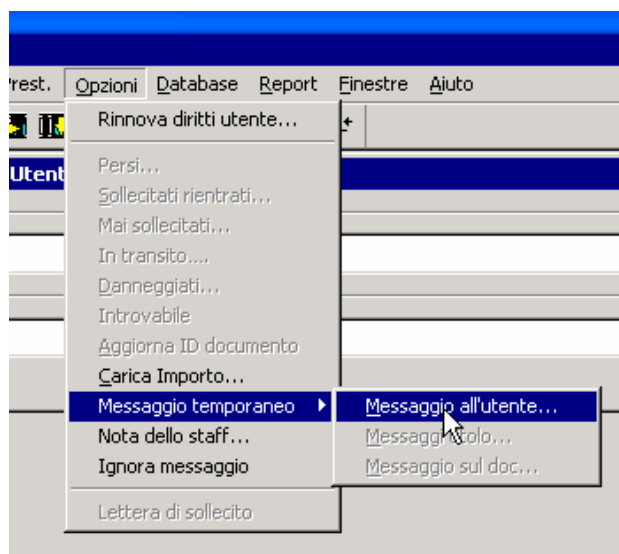 Prest. Opzioni Database Report Finestre Aiuto
Rinnova diritti utente...
Utent
Persi...
Sollecitati rientrati...
Mai sollecitati...
In transito....
Danneggiati...
Introvabile
Aggiorna ID documento
Carica Importo...
Messaggio temporaneo
Messaggio all'utente...
Nota dello staff...
Ignora messaggio
Messaggio sul doc...
Lettera di sollecito